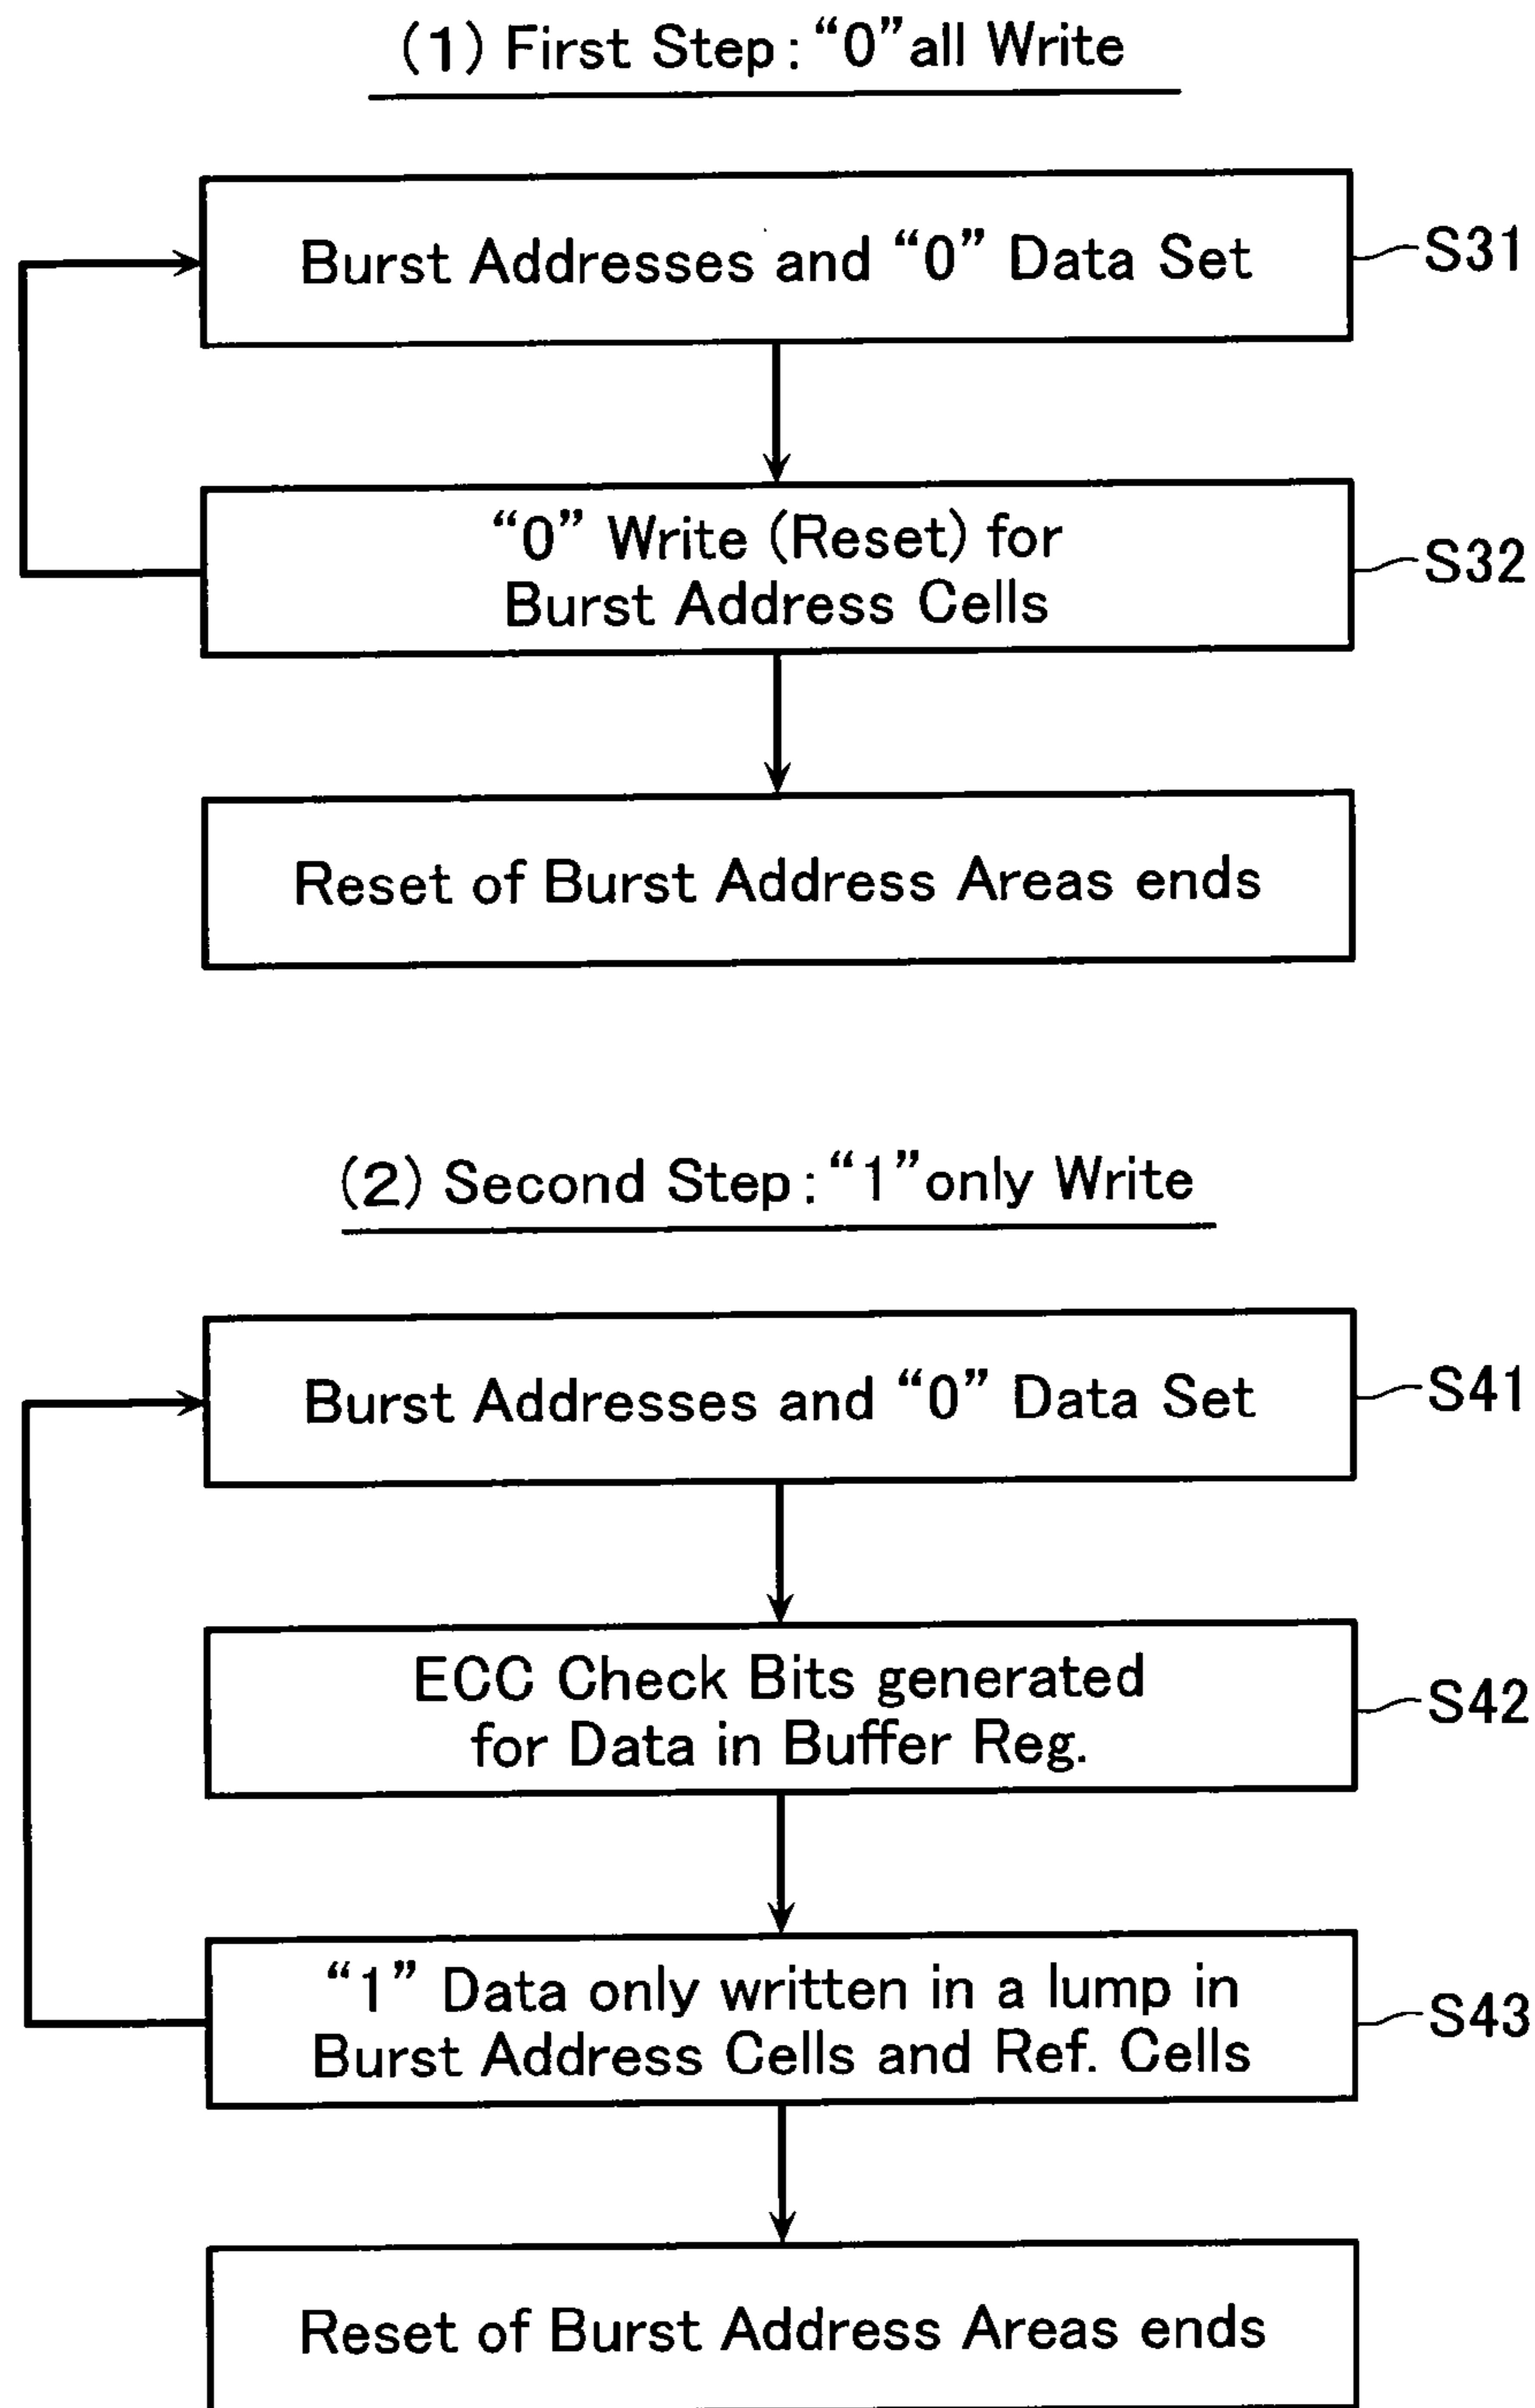 (1) First Step: “0” all Write
Burst Addresses and “0” Data Set
S31
“0” Write (Reset) for
Burst Address Cells
S32
Reset of Burst Address Areas ends
(2) Second Step: “1” only Write
Burst Addresses and “0” Data Set
S41
ECC Check Bits generated
for Data in Buffer Reg.
S42
“1” Data only written in a lump in
Burst Address Cells and Ref. Cells
S43
Reset of Burst Address Areas ends